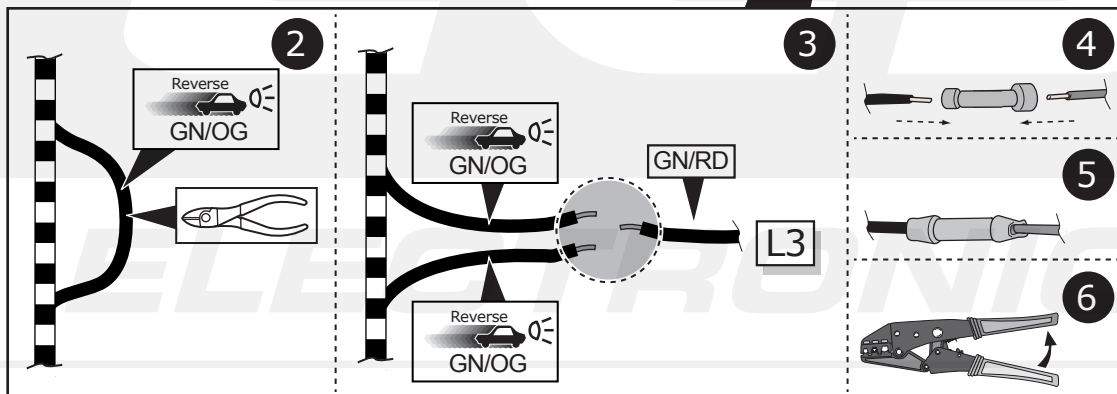 2
Reverse
GN/OG
3
Reverse
GN/OG
GN/RD
L3
Reverse
GN/OG
4
5
6
ELECTRONIC